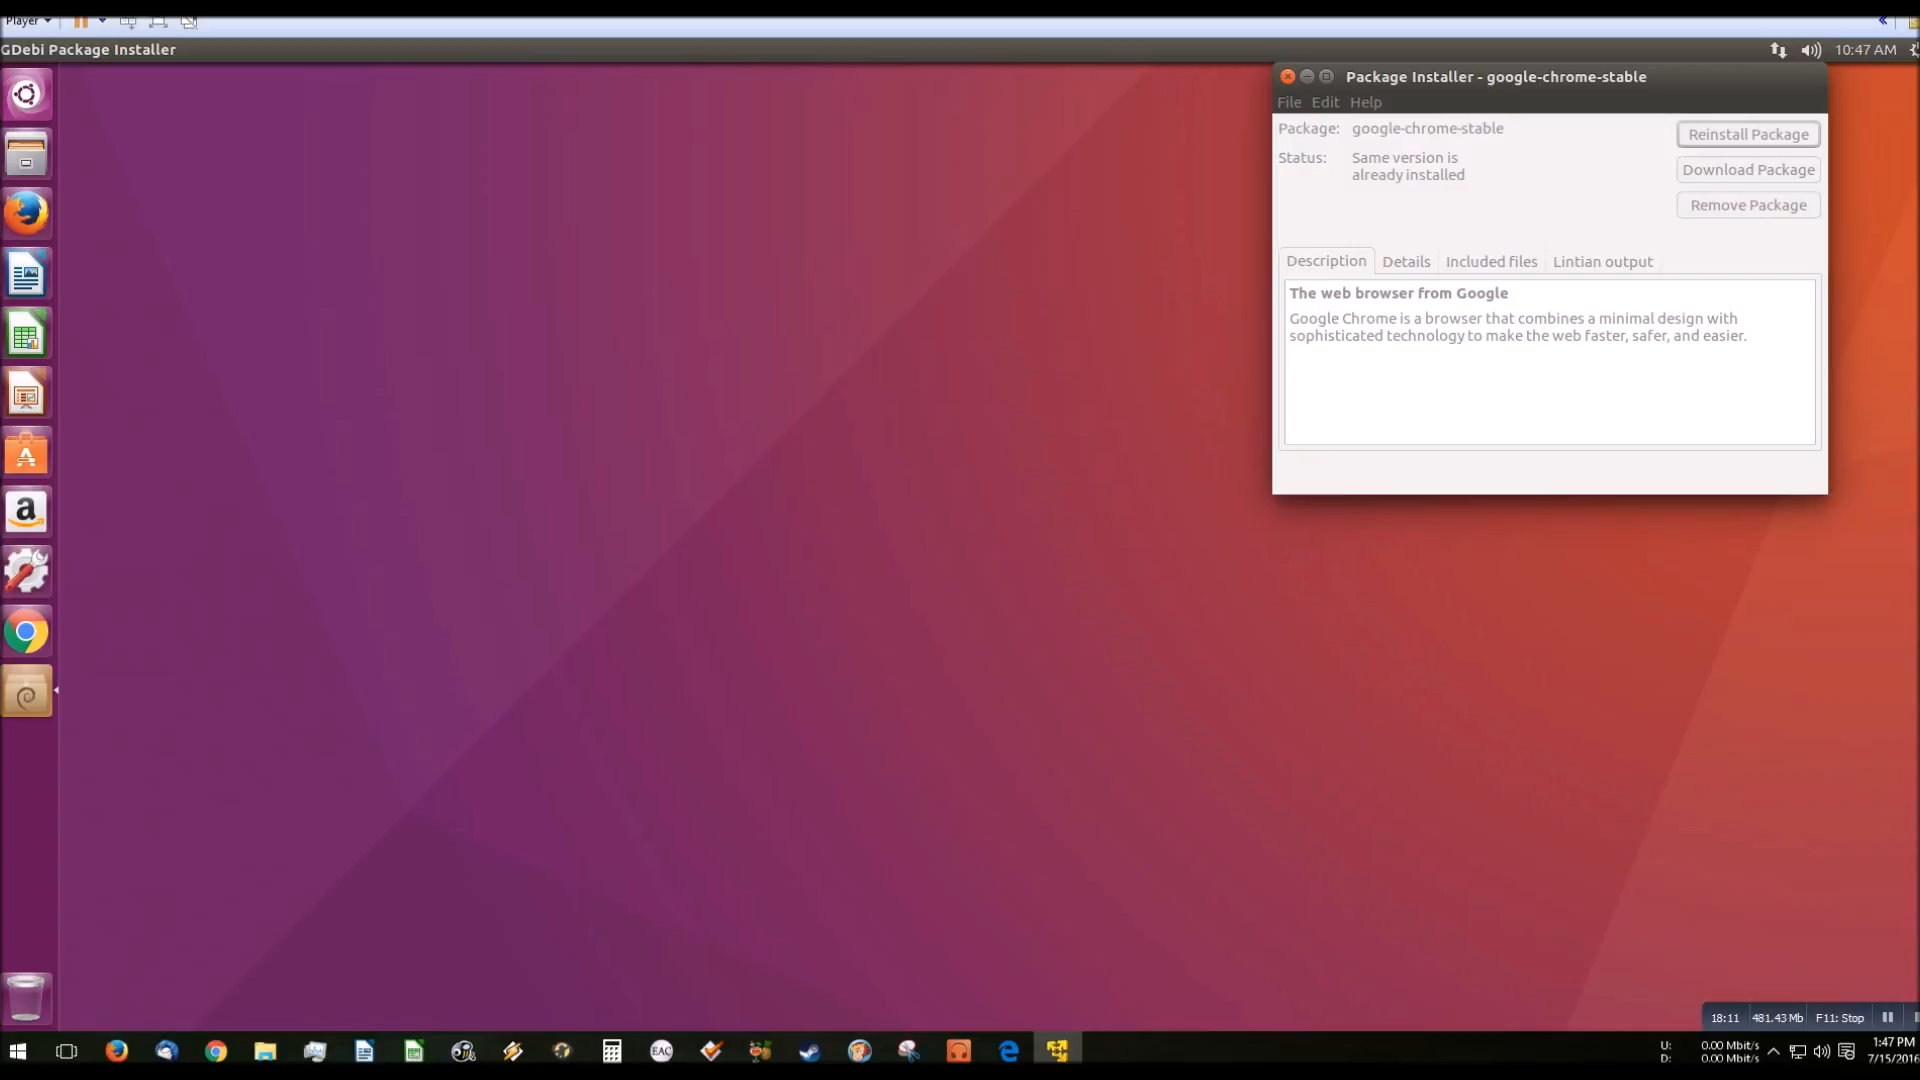 Player
GDebi Package Installer
10:47 AM
Package Installer - google-chrome-stable
File Edit Help
Package: google-chrome-stable
Reinstall Package
Status: Same version is
already installed
Download Package
Remove Package
Description Details Included files Lintian output
The web browser from Google
Google Chrome is a browser that combines a minimal design with
sophisticated technology to make the web faster, safer, and easier.
a
18:11 481.43 Mb F11: Stop
EAC
U: 0.00 Mbit/s
D: 0.00 Mbit/s
1:47 PM
7/15/2016